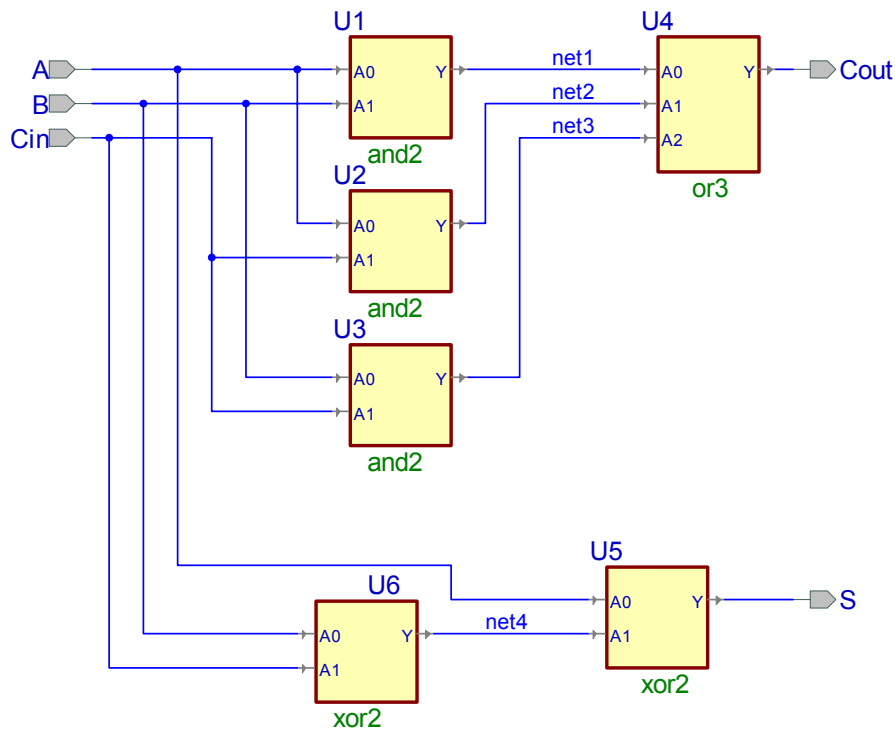 U1
U4
A
A0
Y
net1
A0
Y
Cout
B
A1
net2
A1
Cin
net3
A2
and2
or3
U2
A0
Y
A1
and2
U3
A0
Y
A1
and2
U5
U6
A0
Y
S
A0
Y
net4
A1
A1
xor2
xor2